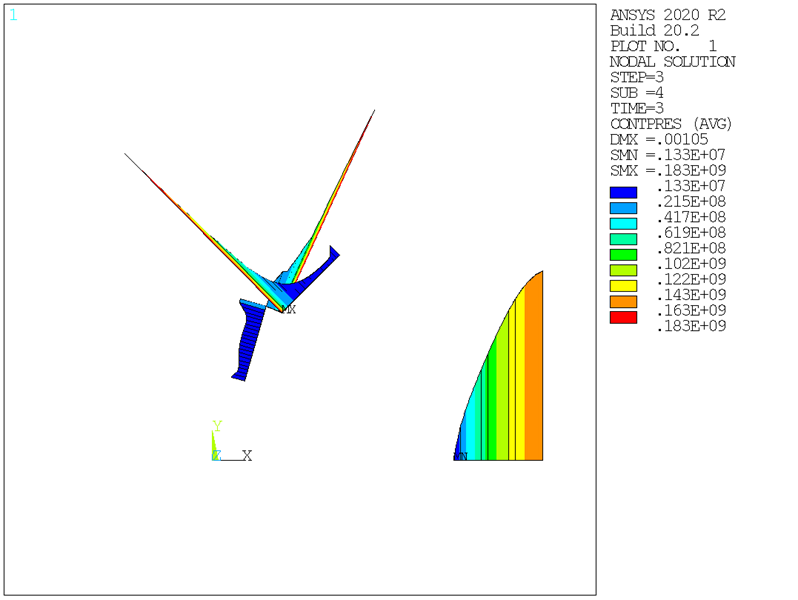 1
ANSYS 2020 R2
Build 20.2
PLOT NO. 1
NODAL SOLUTION
STEP=3
SUB =4
TIME=3
CONTPRES (AVG)
DMX =.00105
SMN =.133E+07
SMX =.183E+09
.133E+07
.215E+08
.417E+08
.619E+08
.821E+08
.102E+09
.122E+09
.143E+09
.163E+09
.183E+09
MX
Y
Z X
MN